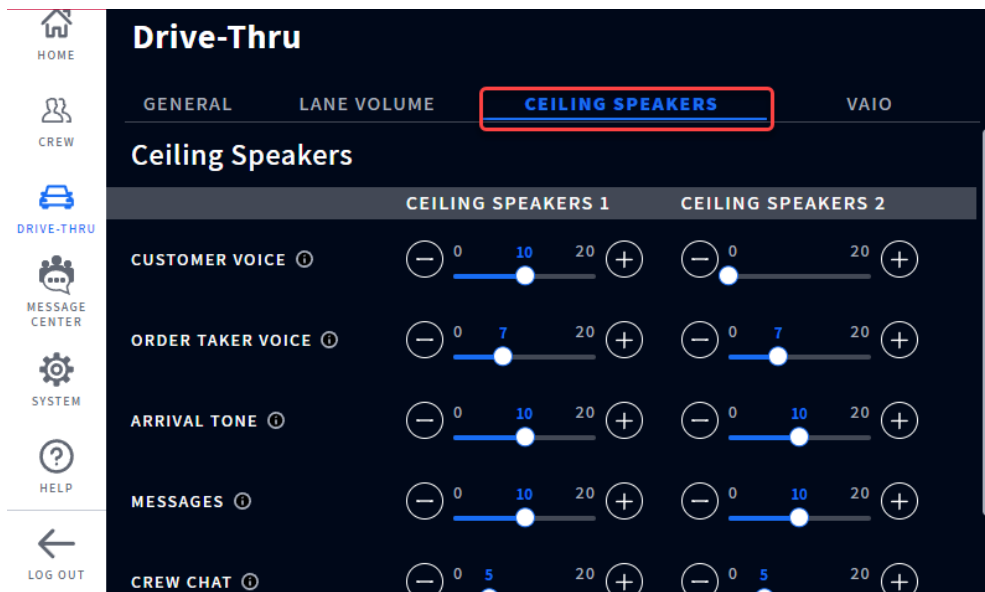 HOME
CREW
DRIVE-THRU
MESSAGE
CENTER
SYSTEM
HELP
LOG OUT
Drive-Thru
GENERAL LANE VOLUME CEILING SPEAKERS VAIO
Ceiling Speakers
CEILING SPEAKERS 1 CEILING SPEAKERS 2
CUSTOMER VOICE 0 10 20 0 20
ORDER TAKER VOICE 0 7 20 0 7 20
ARRIVAL TONE 0 10 20 0 10 20
MESSAGES 0 10 20 0 10 20
CREW CHAT 0 5 20 0 5 20